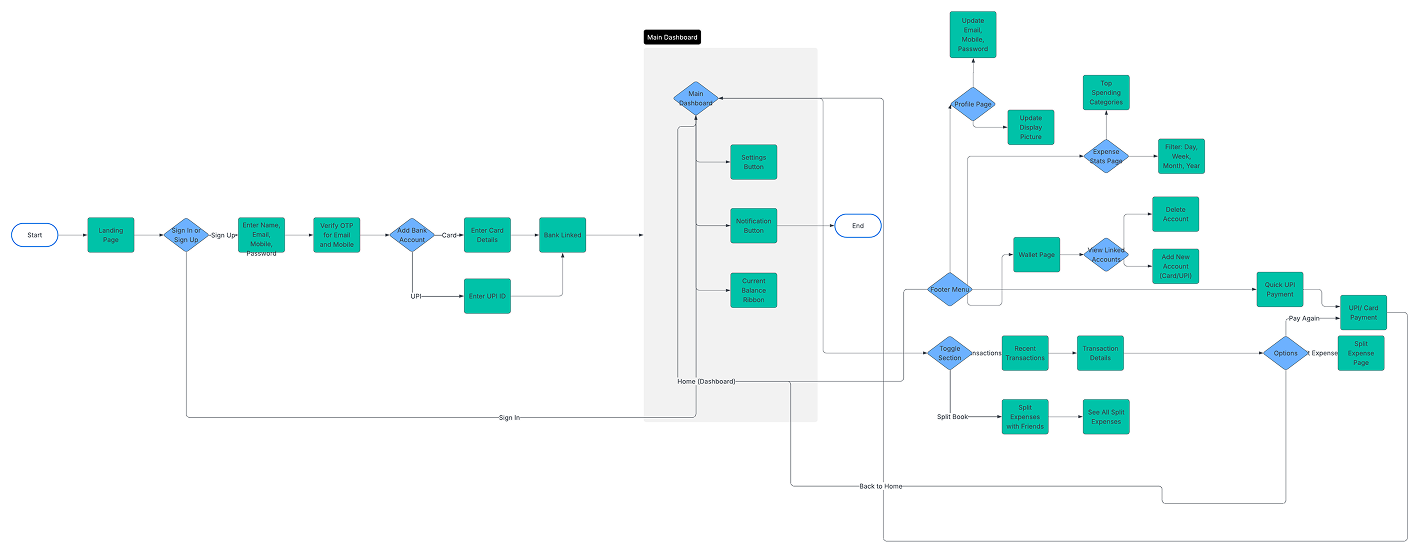 Main Dashboard
Start
Landing
Page
Sign In or
Sign Up
Sign Up
Enter Name,
Email,
Mobile,
Password
Verify OTP
for Email
and Mobile
Add Bank
Account
Card
UPI
Enter Card
Details
Enter UPI ID
Bank Linked
Sign In
Main
Dashboard
Settings
Button
Notification
Button
Current
Balance
Ribbon
Home (Dashboard)
End
Update
Email,
Mobile,
Password
Profile Page
Update
Display
Picture
Top
Spending
Categories
Expense
Stats Page
Filter: Day,
Week,
Month, Year
Wallet Page
View Linked
Accounts
Delete
Account
Add New
Account
(Card/UPI)
Footer Menu
Quick UPI
Payment
UPI/ Card
Payment
Pay Again
Toggle
Section
nsactions
Recent
Transactions
Transaction
Details
Options
t Expense
Split
Expense
Page
Split Book
Split
Expenses
with Friends
See All Split
Expenses
Back to Home